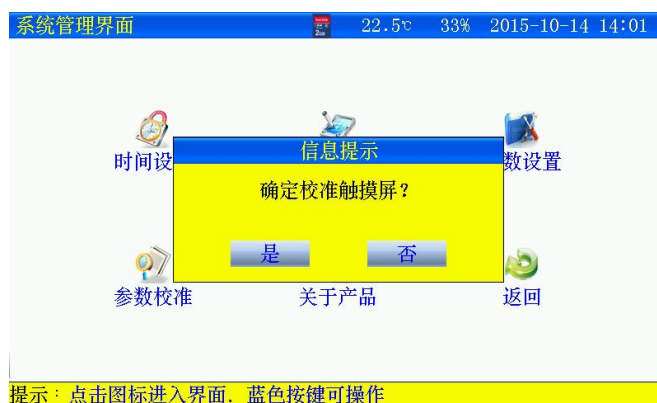 系统管理界面 22.5℃ 33% 2015-10-14 14:01
信息提示
时间设 数设置
确定校准触摸屏？
是 否
参数校准 关于产品 返回
提示：点击图标进入界面．蓝色按键可操作